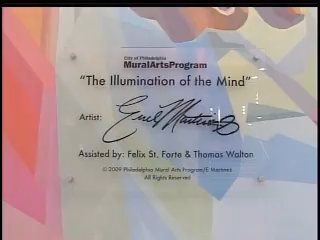 City of Philadelphia
MuralArtsProgram
"The Illumination of the Mind"
Artist:
Assisted by: Felix St. Forte & Thomas Walton
© 2009 Philadelphia Mural Arts Program/E Martinez
All Rights Reserved